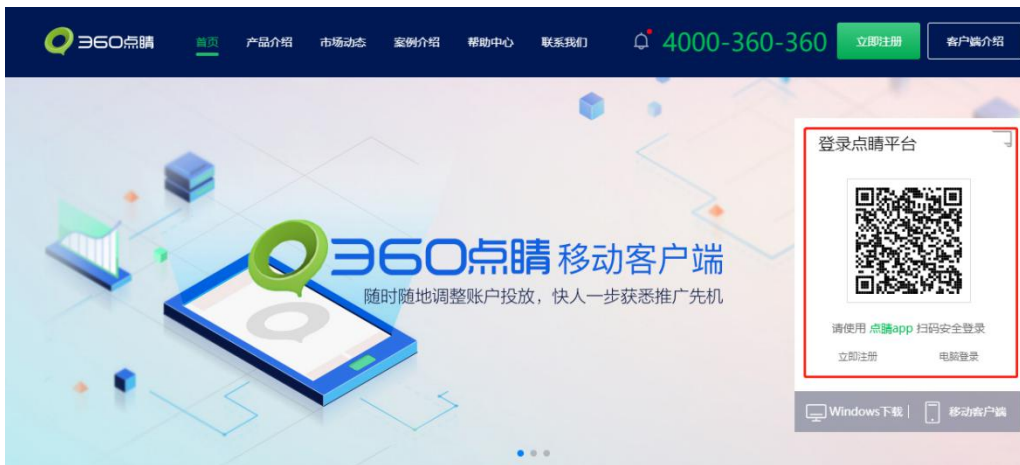 360点睛 首页 产品介绍 市场动态 案例介绍 帮助中心 联系我们 4000-360-360 立即注册 客户端介绍
登录点睛平台
360点睛 移动客户端
随时随地调整账户投放，快人一步获悉推广先机
请使用 点睛app 扫码安全登录
立即注册 电脑登录
Windows下载 | 移动客户端